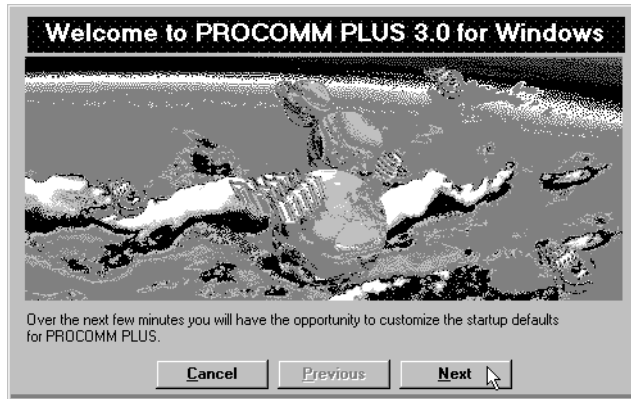 Welcome to PROCOMM PLUS 3.0 for Windows
Over the next few minutes you will have the opportunity to customize the startup defaults
for PROCOMM PLUS.
Cancel
Previous
Next